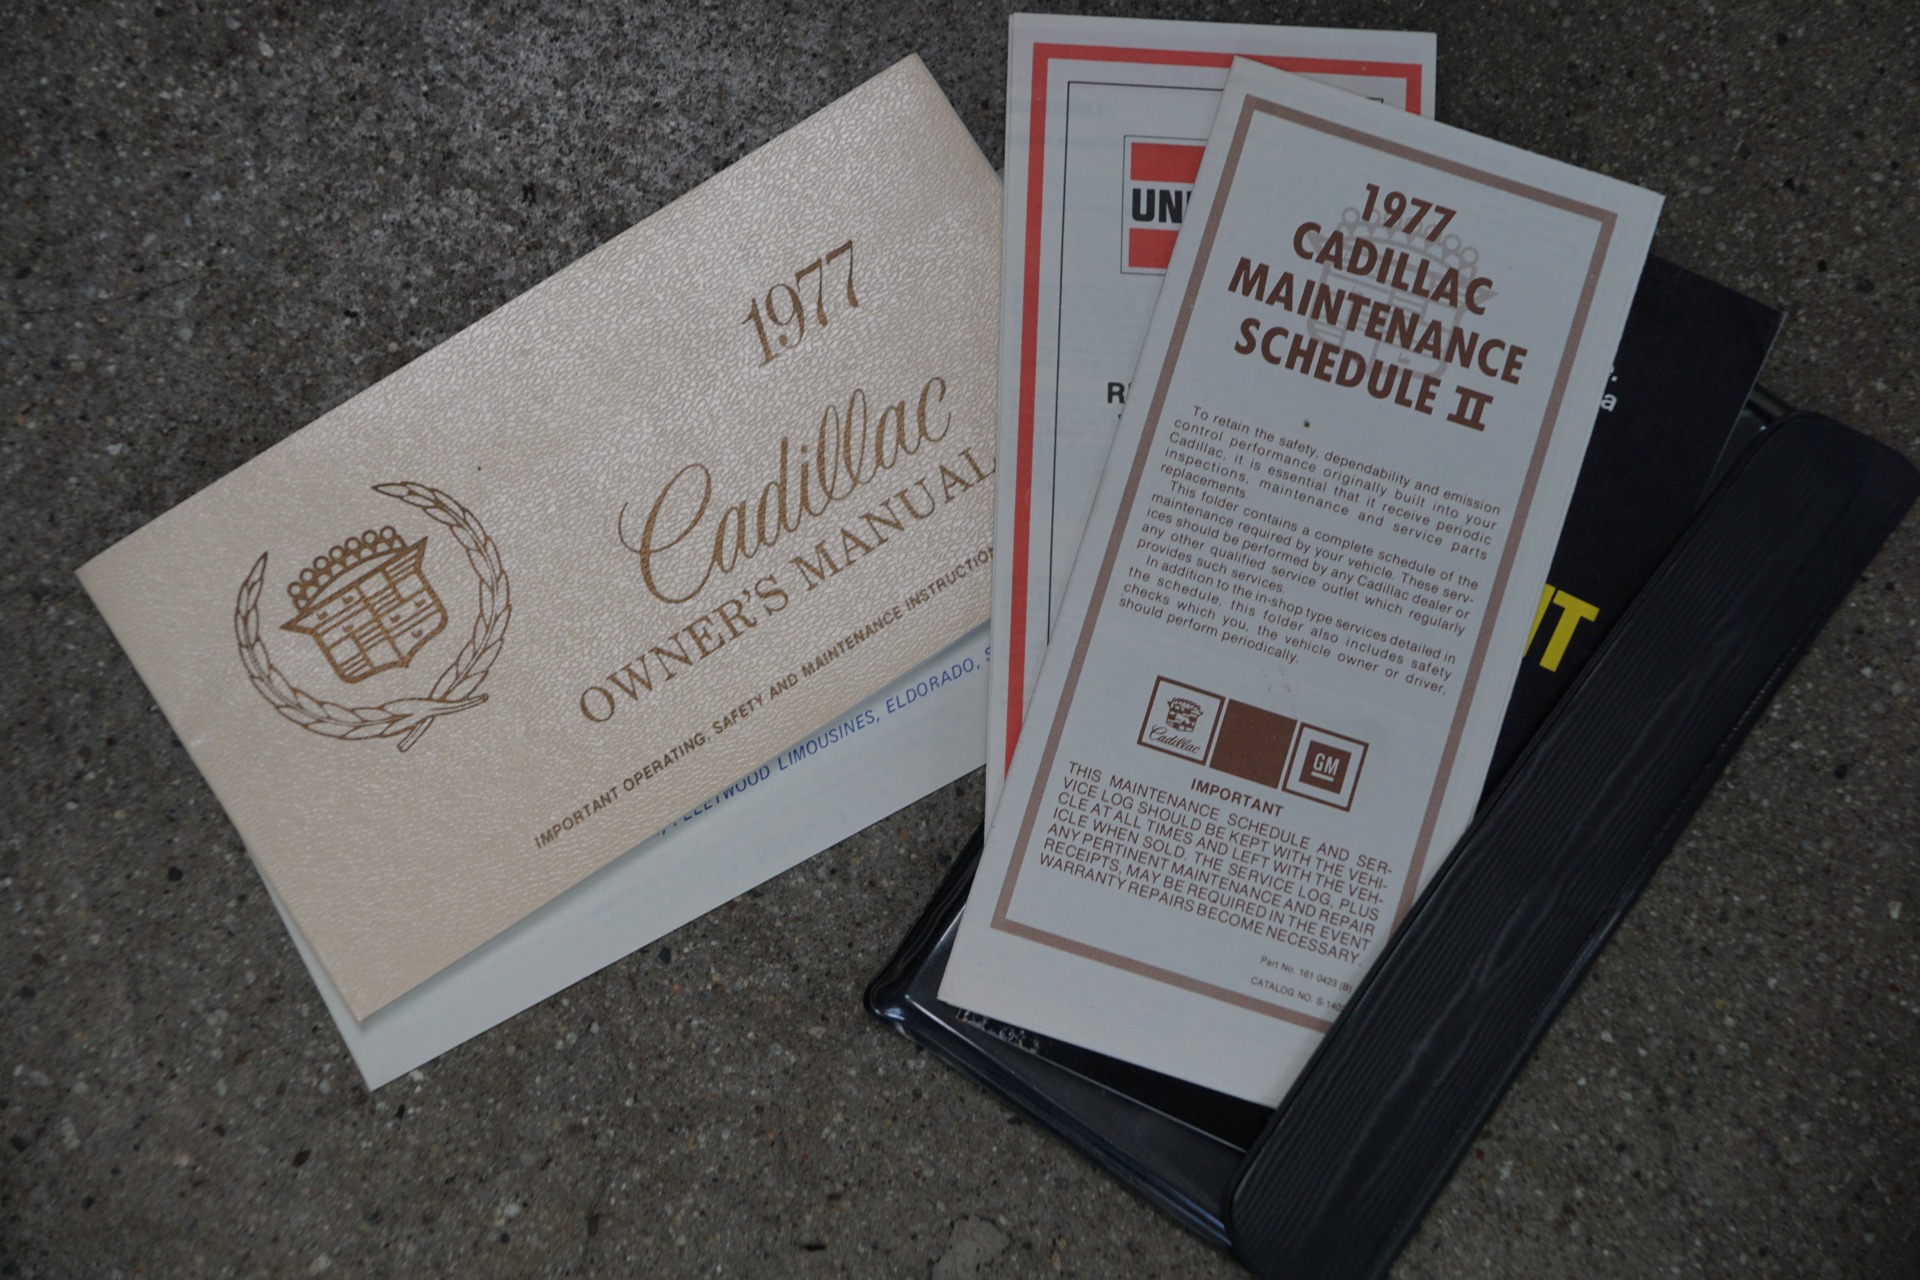 1977
Cadillac
OWNER'S MANUAL
IMPORTANT OPERATING, SAFETY AND MAINTENANCE INSTRUCTION
LIMOUSINES, ELDORADO,
1977
CADILLAC
MAINTENANCE
SCHEDULE II
To retain the safety, dependability and emission
control performance originally built into your
Cadillac, it is essential that it receive periodic
inspections, maintenance and service parts
replacements.
This folder contains a complete schedule of the
maintenance required by your vehicle. These serv-
ices should be performed by any Cadillac dealer or
any other qualified service outlet which regularly
provides such services.
In addition to the in-shop type services detailed in
the schedule, this folder also includes safety
checks which you, the vehicle owner or driver,
should perform periodically.
Cadillac
GM
IMPORTANT
THIS MAINTENANCE SCHEDULE AND SER-
VICE LOG SHOULD BE KEPT WITH THE VEHI-
CLE AT ALL TIMES AND LEFT WITH THE VEH-
ICLE WHEN SOLD. THE SERVICE LOG, PLUS
ANY PERTINENT MAINTENANCE AND REPAIR
RECEIPTS, MAY BE REQUIRED IN THE EVENT
WARRANTY REPAIRS BECOME NECESSARY.
Part No. 161 0423 (B)
CATALOG NO. S-140